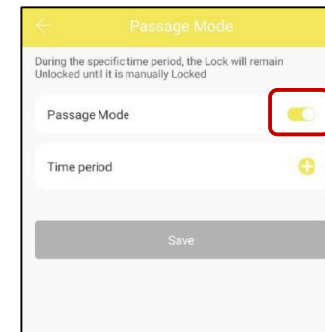 Passage Mode
During the specific time period, the Lock will remain
Unlocked until it is manually Locked
Passage Mode
Time period
Save